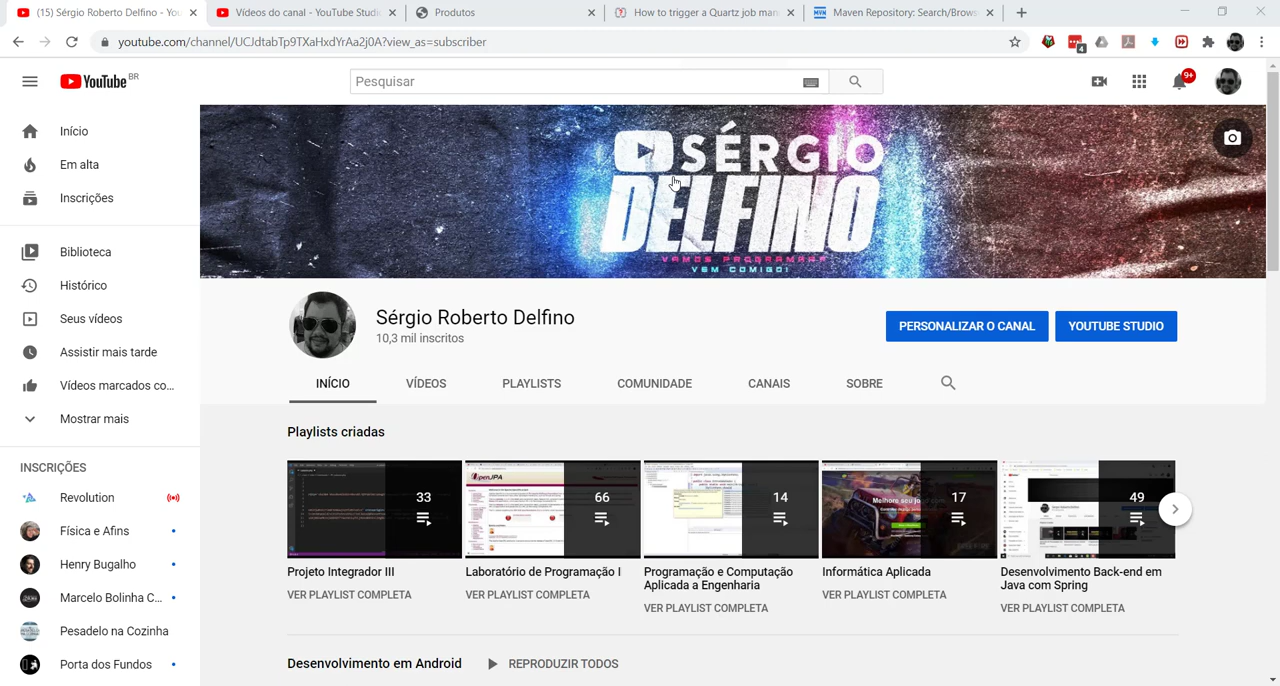 (15) Sérgio Roberto Delfino - You
Vídeos do canal - YouTube Studio
Produtos
How to trigger a Quartz job man
Maven Repository: Search/Brows
youtube.com/channel/UCJdtabTp9TXaHxdYrAa2j0A?view_as=subscriber
4
YouTube BR
Pesquisar
9+
Início
Em alta
Inscrições
Biblioteca
Histórico
Seus vídeos
Assistir mais tarde
Vídeos marcados co...
Mostrar mais
INSCRIÇÕES
Revolution
Física e Afins
Henry Bugalho
Marcelo Bolinha C...
Pesadelo na Cozinha
Porta dos Fundos
SÉRGIO
DELFINO
VAMOS PROGRAMAR?
VEM COMIGO!
Sérgio Roberto Delfino
10,3 mil inscritos
PERSONALIZAR O CANAL
YOUTUBE STUDIO
INÍCIO
VÍDEOS
PLAYLISTS
COMUNIDADE
CANAIS
SOBRE
Playlists criadas
33
66
14
17
49
OpenJPA
Melhore seu jogo com
Projeto Integrador III
VER PLAYLIST COMPLETA
Laboratório de Programação I
VER PLAYLIST COMPLETA
Programação e Computação
Aplicada a Engenharia
VER PLAYLIST COMPLETA
Informática Aplicada
VER PLAYLIST COMPLETA
Desenvolvimento Back-end em
Java com Spring
VER PLAYLIST COMPLETA
Desenvolvimento em Android
REPRODUZIR TODOS